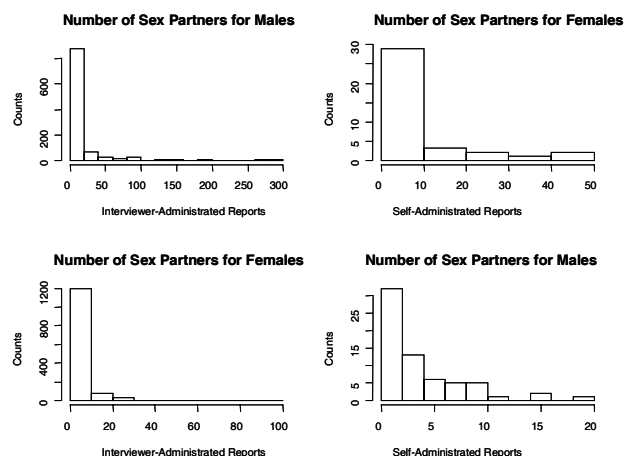 Number of Sex Partners for Males
Counts
600
200
0
0 50 100 150 200 250 300
Interviewer-Administrated Reports
Number of Sex Partners for Females
Counts
30
20
10
5
0
0 10 20 30 40 50
Self-Administrated Reports
Number of Sex Partners for Females
Counts
1200
800
400
0
0 20 40 60 80 100
Interviewer-Administrated Reports
Number of Sex Partners for Males
Counts
25
15
5
0
0 5 10 15 20
Self-Administrated Reports